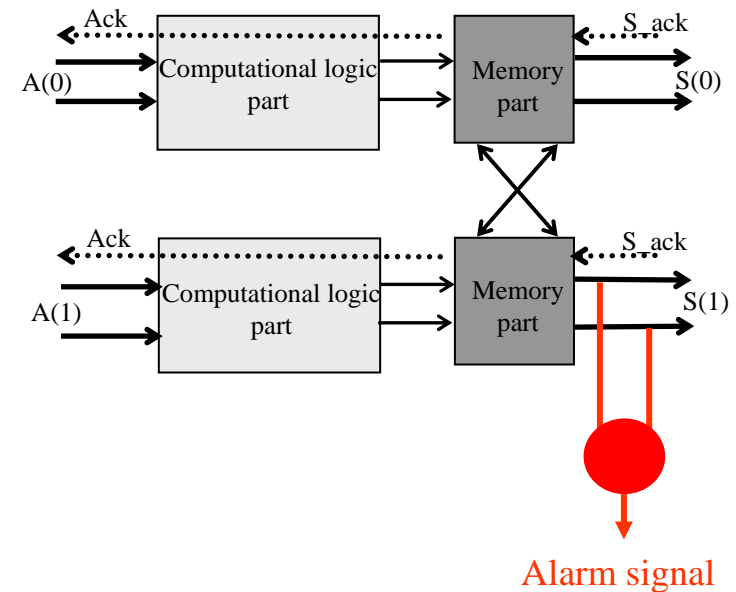 Ack
S_ack
A(0)
Computational logic
part
Memory
part
S(0)
Ack
S_ack
A(1)
Computational logic
part
Memory
part
S(1)
Alarm signal